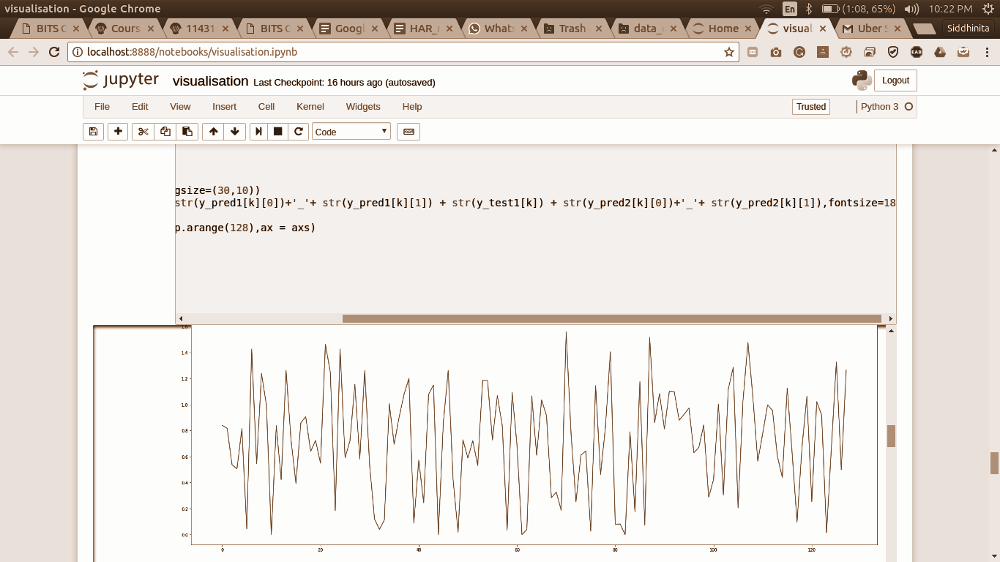 visualisation - Google Chrome
En (1:08, 65%) 10:22 PM
BITS C Cours 11431 BITS C Googl HAR_r Whats Trash data_ Home visual Uber S Siddhinita
localhost:8888/notebooks/visualisation.ipynb
EAB
jupyter visualisation Last Checkpoint: 16 hours ago (autosaved) Logout
File Edit View Insert Cell Kernel Widgets Help Trusted Python 3
Code
gsize=(30,10))
str(y_pred1[k][0])+'_'+ str(y_pred1[k][1]) + str(y_test1[k]) + str(y_pred2[k][0])+'_'+ str(y_pred2[k][1]),fontsize=18
p.arange(128),ax = axs)
1.6
1.4
1.2
1.0
0.8
0.6
0.4
0.2
0.0
0 20 40 60 80 100 120